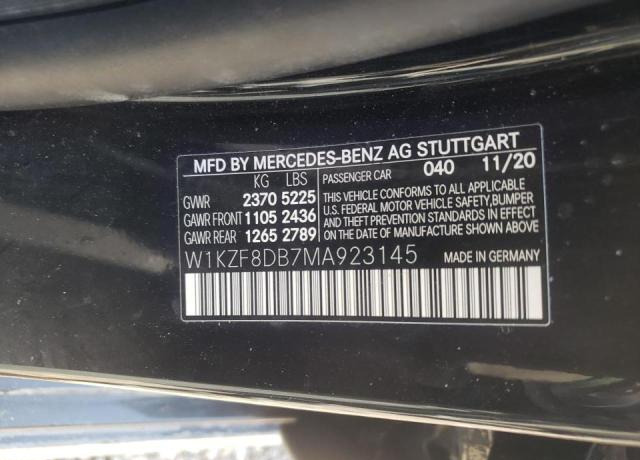 MFD BY MERCEDES-BENZ AG STUTTGART
KG LBS PASSENGER CAR 040 11/20
GVWR 2370 5225
GAWR FRONT 1105 2436
GAWR REAR 1265 2789
THIS VEHICLE CONFORMS TO ALL APPLICABLE
U.S. FEDERAL MOTOR VEHICLE SAFETY,BUMPER
AND THEFT PREVENTION STANDARDS IN EFFECT
ON THE DATE OF MANUFACTURE SHOWN ABOVE.
W1KZF8DB7MA923145 MADE IN GERMANY